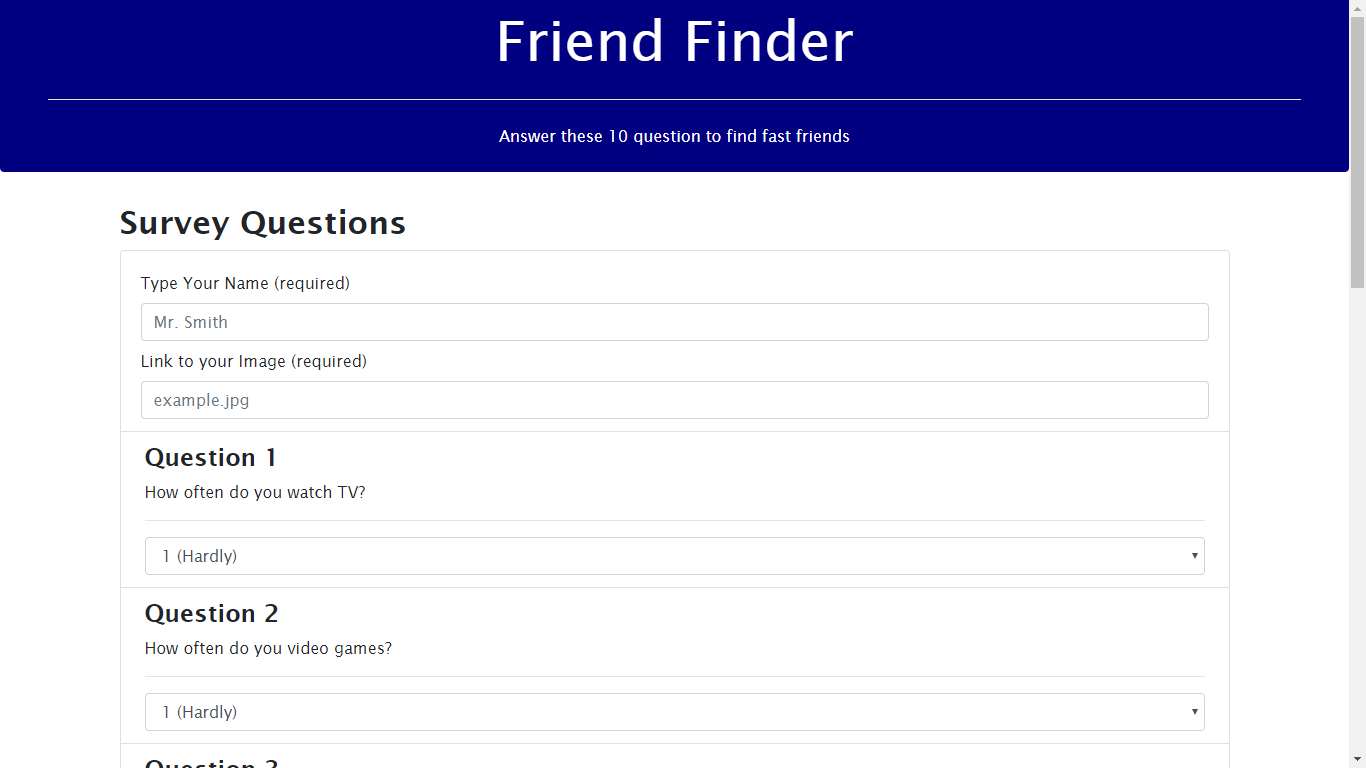 Friend Finder
Answer these 10 question to find fast friends
Survey Questions
Type Your Name (required)
Mr. Smith
Link to your Image (required)
example.jpg
Question 1
How often do you watch TV?
1 (Hardly)
Question 2
How often do you video games?
1 (Hardly)
Question 3